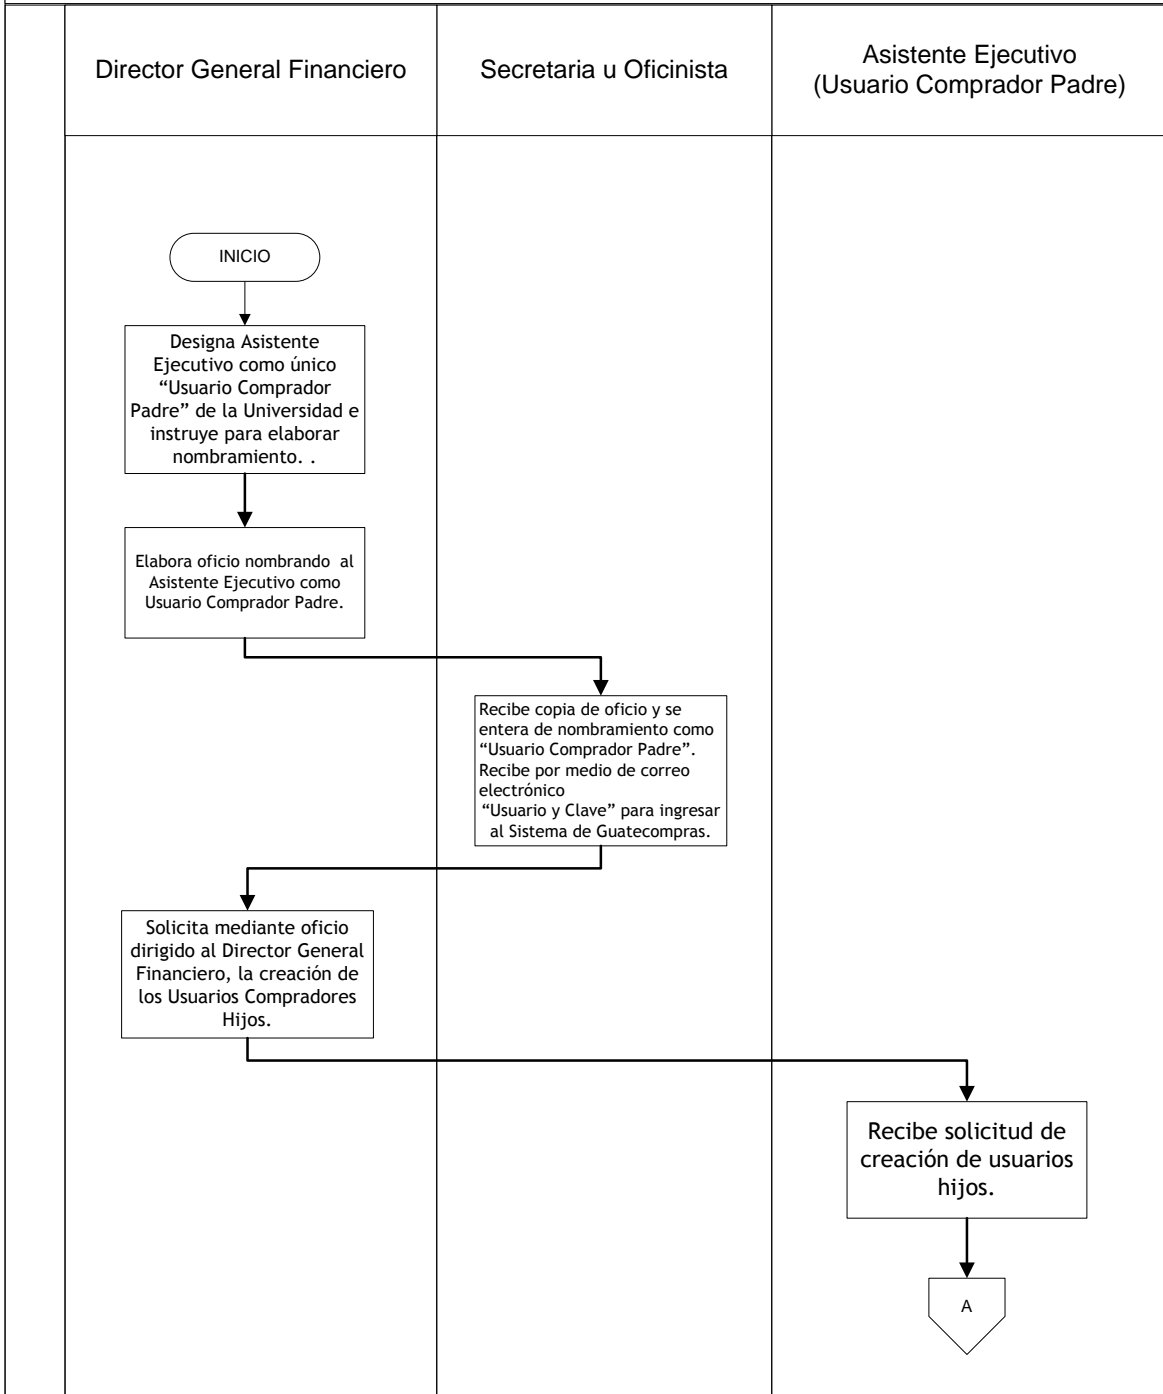 Director General Financiero
Secretaria u Oficinista
Asistente Ejecutivo
(Usuario Comprador Padre)
INICIO
Designa Asistente
Ejecutivo como único
“Usuario Comprador
Padre” de la Universidad e
instruye para elaborar
nombramiento. .
Elabora oficio nombrando al
Asistente Ejecutivo como
Usuario Comprador Padre.
Recibe copia de oficio y se
entera de nombramiento como
“Usuario Comprador Padre”.
Recibe por medio de correo
electrónico
“Usuario y Clave” para ingresar
al Sistema de Guatecompras.
Solicita mediante oficio
dirigido al Director General
Financiero, la creación de
los Usuarios Compradores
Hijos.
Recibe solicitud de
creación de usuarios
hijos.
A